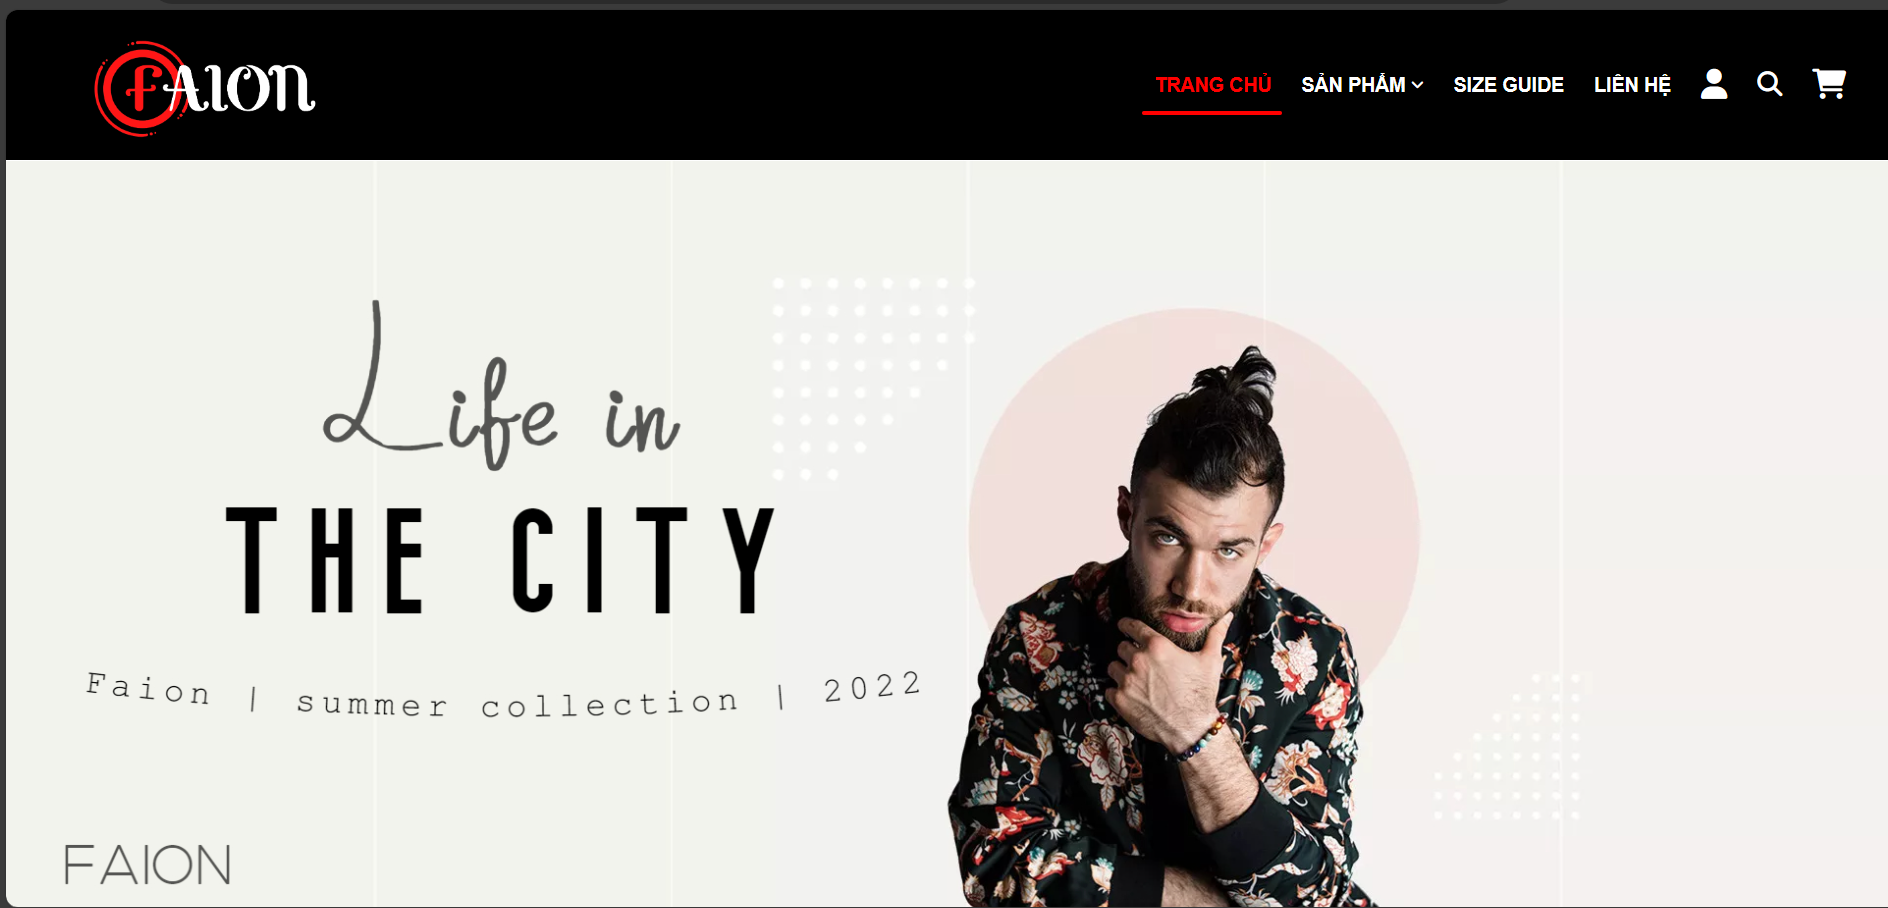 FAION
TRANG CHỦ SẢN PHẨM SIZE GUIDE LIÊN HỆ
Life in
THE CITY
Faion | summer collection | 2022
FAION